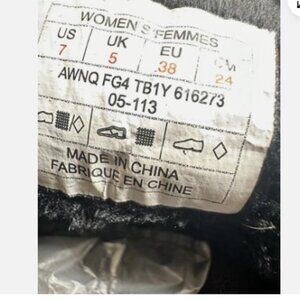 WOMEN'S/FEMMES
US UK EU CM
7 5 38 24
AWNQ FG4 TB1Y 616273
05-113
MADE IN CHINA
FABRIQUE EN CHINE